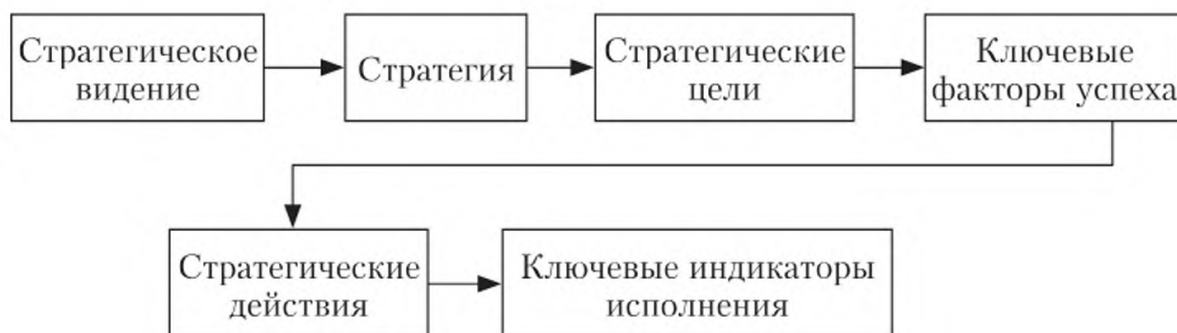 Стратегическое
видение
Стратегия
Стратегические
цели
Ключевые
факторы успеха
Стратегические
действия
Ключевые индикаторы
исполнения